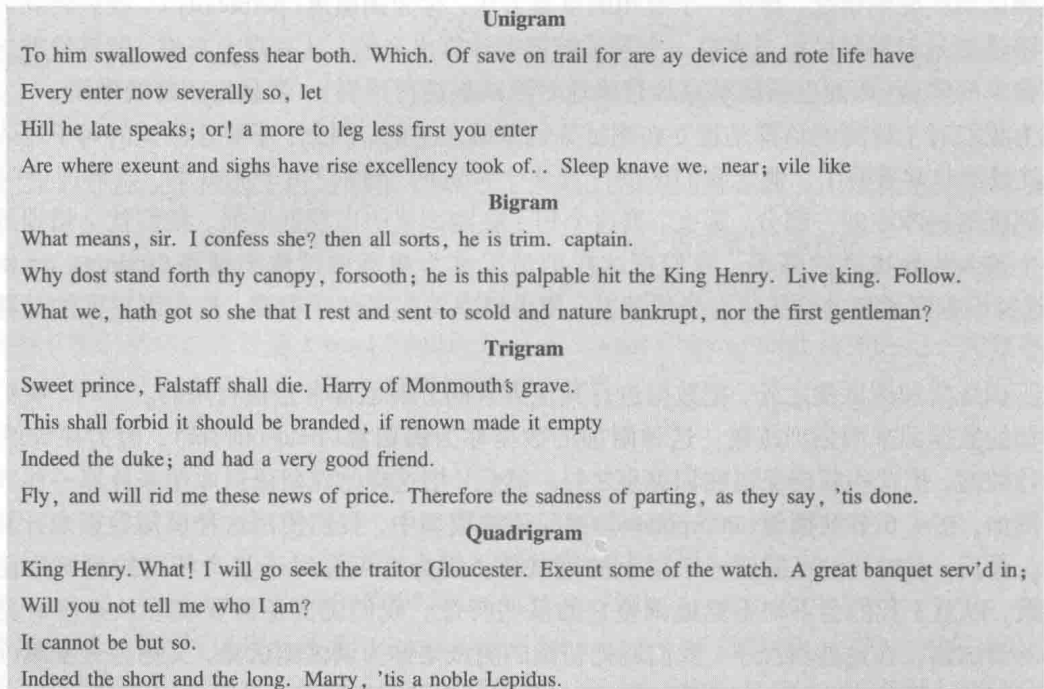 Unigram
To him swallowed confess hear both. Which. Of save on trail for are ay device and rote life have
Every enter now severally so, let
Hill he late speaks; or! a more to leg less first you enter
Are where exeunt and sighs have rise excellency took of.. Sleep knave we. near; vile like
Bigram
What means, sir. I confess she? then all sorts, he is trim. captain.
Why dost stand forth thy canopy, forsooth; he is this palpable hit the King Henry. Live king. Follow.
What we, hath got so she that I rest and sent to scold and nature bankrupt, nor the first gentleman?
Trigram
Sweet prince, Falstaff shall die. Harry of Monmouth's grave.
This shall forbid it should be branded, if renown made it empty
Indeed the duke; and had a very good friend.
Fly, and will rid me these news of price. Therefore the sadness of parting, as they say, 'tis done.
Quadrigram
King Henry. What! I will go seek the traitor Gloucester. Exeunt some of the watch. A great banquet serv'd in;
Will you not tell me who I am?
It cannot be but so.
Indeed the short and the long. Marry, 'tis a noble Lepidus.